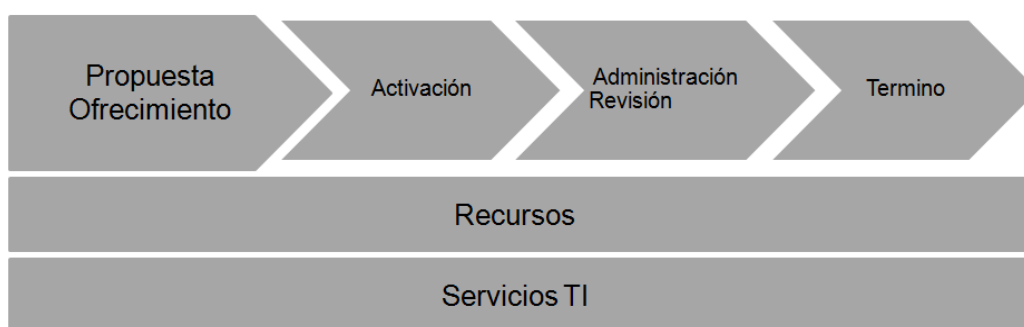 Propuesta
Ofrecimiento
Activación
Administración
Revisión
Termino
Recursos
Servicios TI